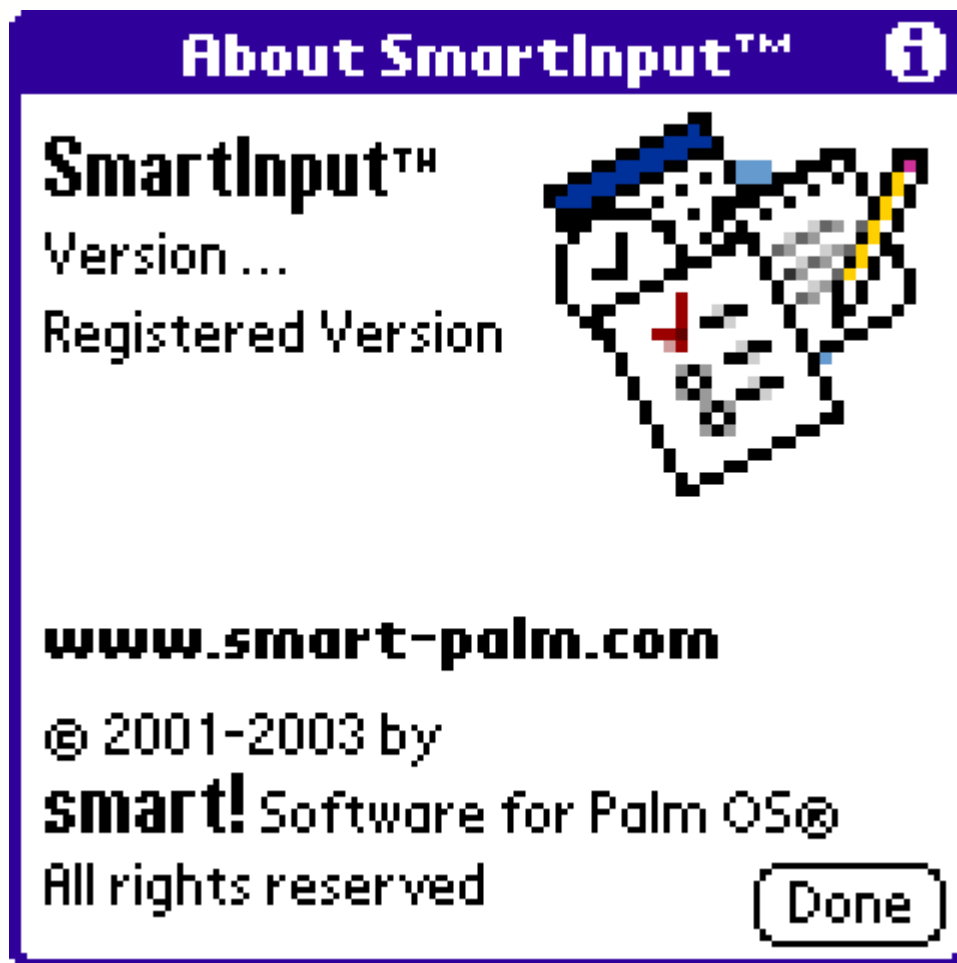 About SmartInput™
SmartInput™
Version ...
Registered Version
www.smart-palm.com
© 2001-2003 by
smart! Software for Palm OS®
All rights reserved
Done